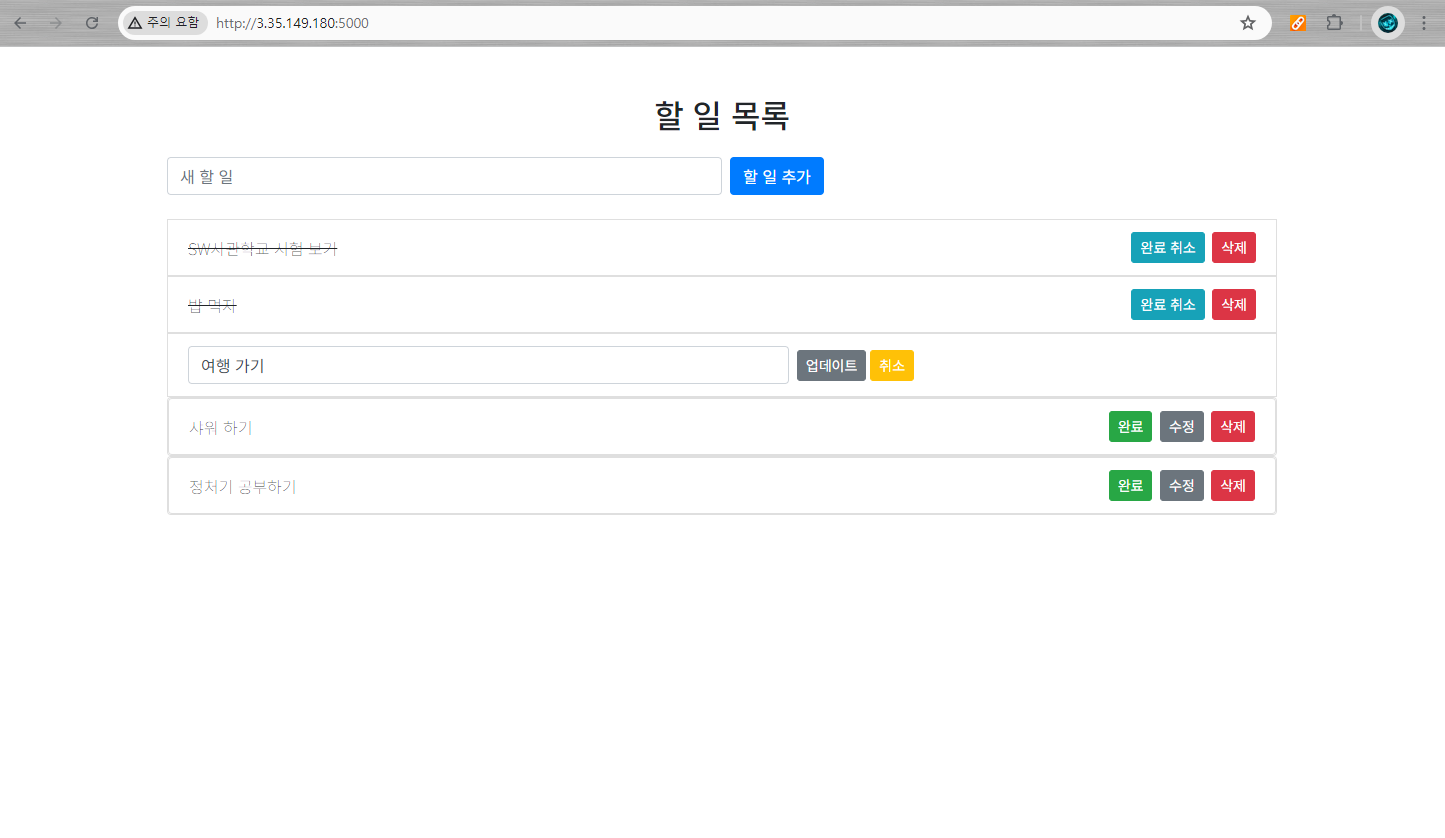 주의 요함 http://3.35.149.180:5000
할 일 목록
새 할 일 할 일 추가
SW사관학교 시험 보기 완료 취소 삭제
밥 먹자 완료 취소 삭제
여행 가기 업데이트 취소
샤워 하기 완료 수정 삭제
정처기 공부하기 완료 수정 삭제